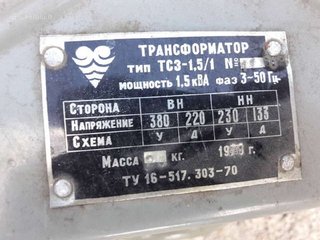 ТРАНСФОРМАТОР
тип ТСЗ-1,5/1 №
мощность 1,5 кВА фаз 3~50 Гц
Сторона ВН НН
Напряжение 380 220 230 133
Схема У Д У Д
Масса кг. г.
ТУ 16-517. 303-70